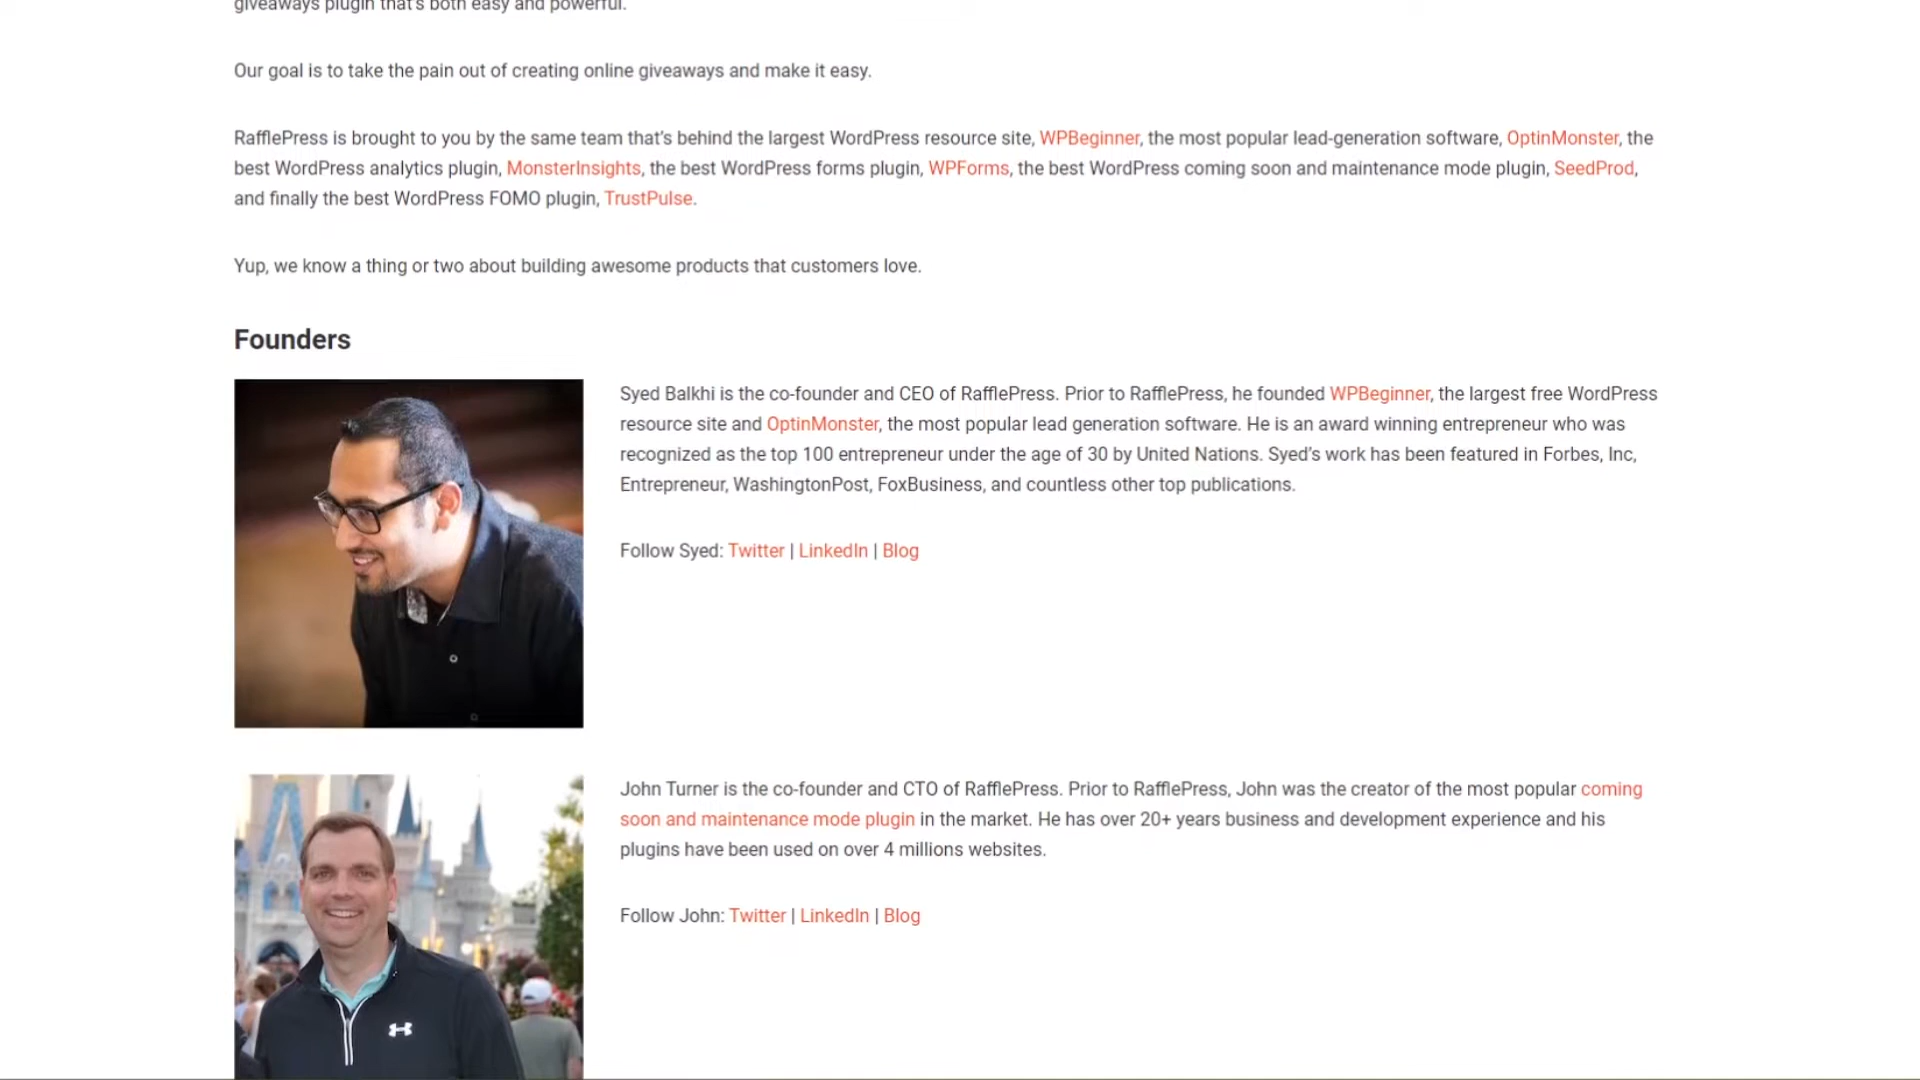 giveaways plugin that's both easy and powerful.
Our goal is to take the pain out of creating online giveaways and make it easy.
RafflePress is brought to you by the same team that's behind the largest WordPress resource site, WPBeginner, the most popular lead-generation software, OptinMonster, the
best WordPress analytics plugin, MonsterInsights, the best WordPress forms plugin, WPForms, the best WordPress coming soon and maintenance mode plugin, SeedProd,
and finally the best WordPress FOMO plugin, TrustPulse.
Yup, we know a thing or two about building awesome products that customers love.
Founders
Syed Balkhi is the co-founder and CEO of RafflePress. Prior to RafflePress, he founded WPBeginner, the largest free WordPress
resource site and OptinMonster, the most popular lead generation software. He is an award winning entrepreneur who was
recognized as the top 100 entrepreneur under the age of 30 by United Nations. Syed's work has been featured in Forbes, Inc,
Entrepreneur, WashingtonPost, FoxBusiness, and countless other top publications.
Follow Syed: Twitter | LinkedIn | Blog
John Turner is the co-founder and CTO of RafflePress. Prior to RafflePress, John was the creator of the most popular coming
soon and maintenance mode plugin in the market. He has over 20+ years business and development experience and his
plugins have been used on over 4 millions websites.
Follow John: Twitter | LinkedIn | Blog